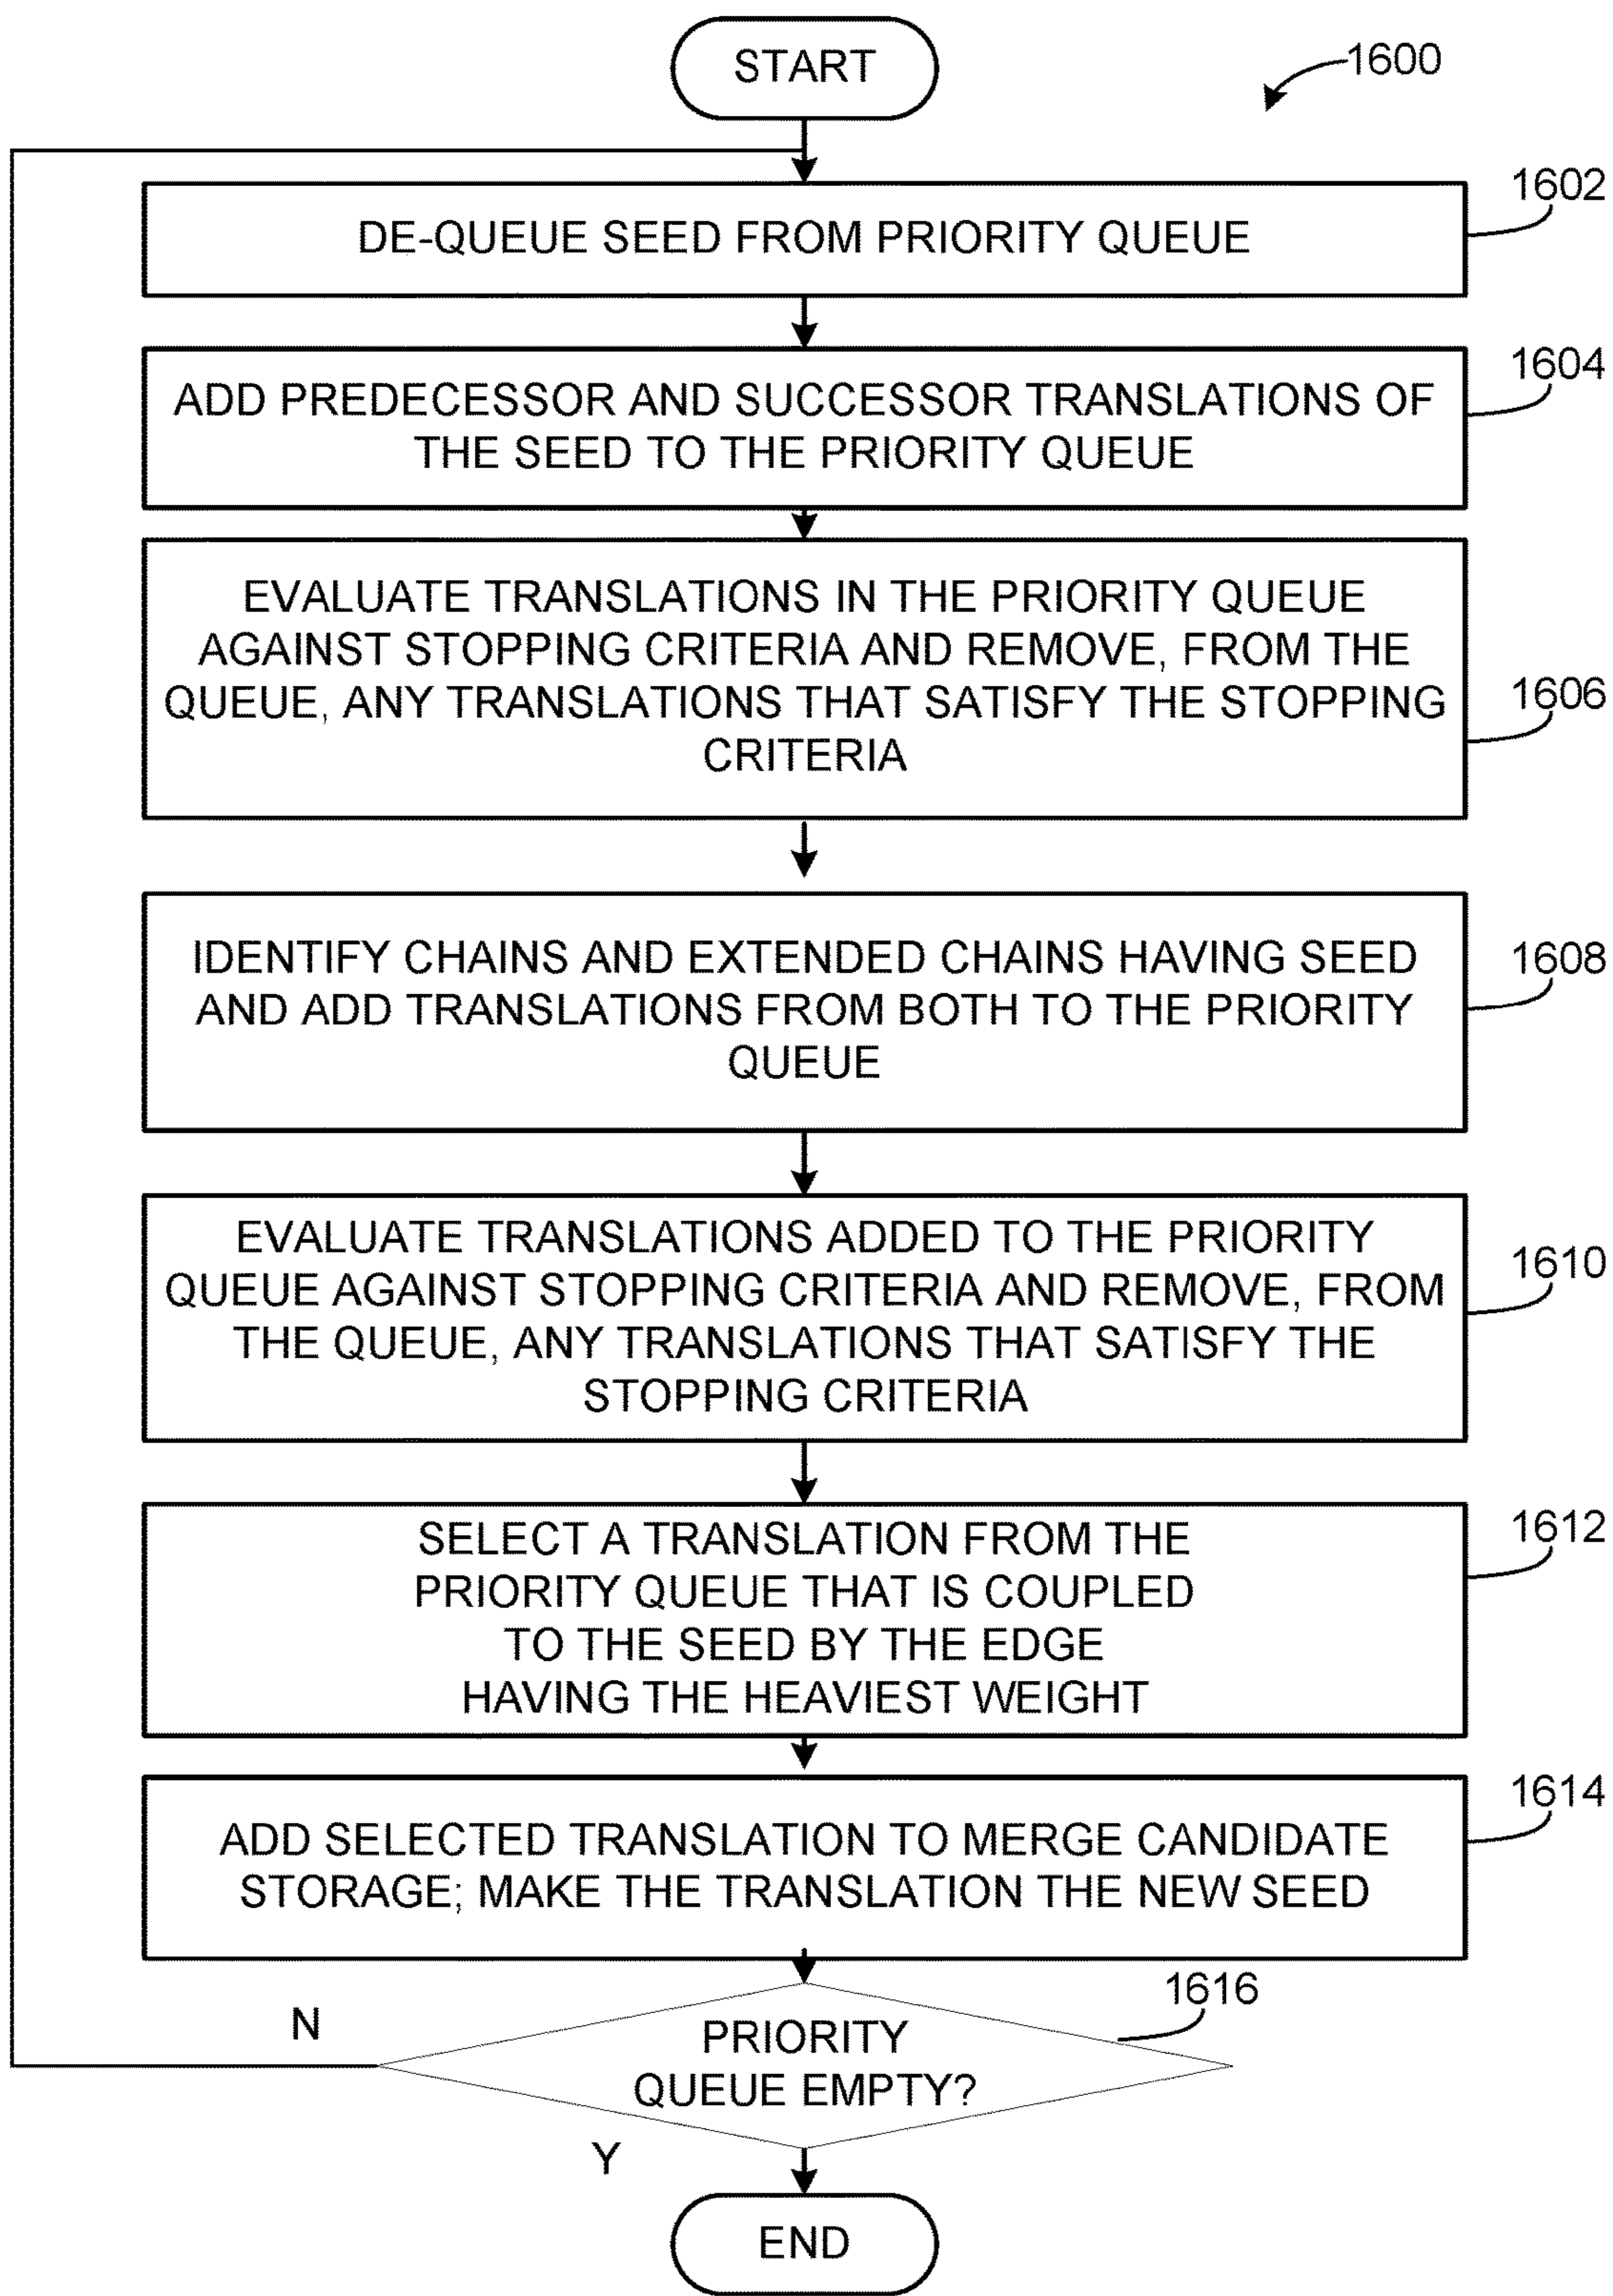 START
1600
1602
DE-QUEUE SEED FROM PRIORITY QUEUE
1604
ADD PREDECESSOR AND SUCCESSOR TRANSLATIONS OF
THE SEED TO THE PRIORITY QUEUE
EVALUATE TRANSLATIONS IN THE PRIORITY QUEUE
AGAINST STOPPING CRITERIA AND REMOVE, FROM THE
QUEUE, ANY TRANSLATIONS THAT SATISFY THE STOPPING
CRITERIA
1606
IDENTIFY CHAINS AND EXTENDED CHAINS HAVING SEED
AND ADD TRANSLATIONS FROM BOTH TO THE PRIORITY
QUEUE
1608
EVALUATE TRANSLATIONS ADDED TO THE PRIORITY
QUEUE AGAINST STOPPING CRITERIA AND REMOVE, FROM
THE QUEUE, ANY TRANSLATIONS THAT SATISFY THE
STOPPING CRITERIA
1610
SELECT A TRANSLATION FROM THE
PRIORITY QUEUE THAT IS COUPLED
TO THE SEED BY THE EDGE
HAVING THE HEAVIEST WEIGHT
1612
1614
ADD SELECTED TRANSLATION TO MERGE CANDIDATE
STORAGE; MAKE THE TRANSLATION THE NEW SEED
1616
N
PRIORITY
QUEUE EMPTY?
Y
END